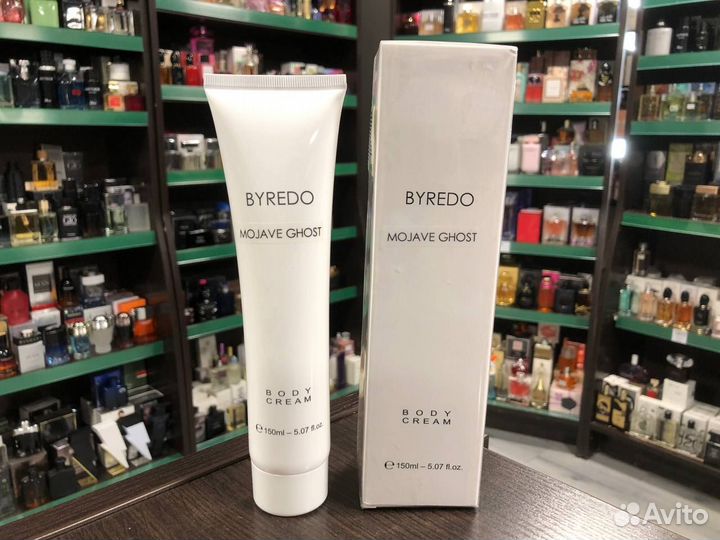 BYREDO
MOJAVE GHOST
BODY
CREAM
℮150ml – 5.07 fl.oz.
BYREDO
MOJAVE GHOST
BODY
CREAM
℮ 150ml – 5.07 fl.oz.
Avito